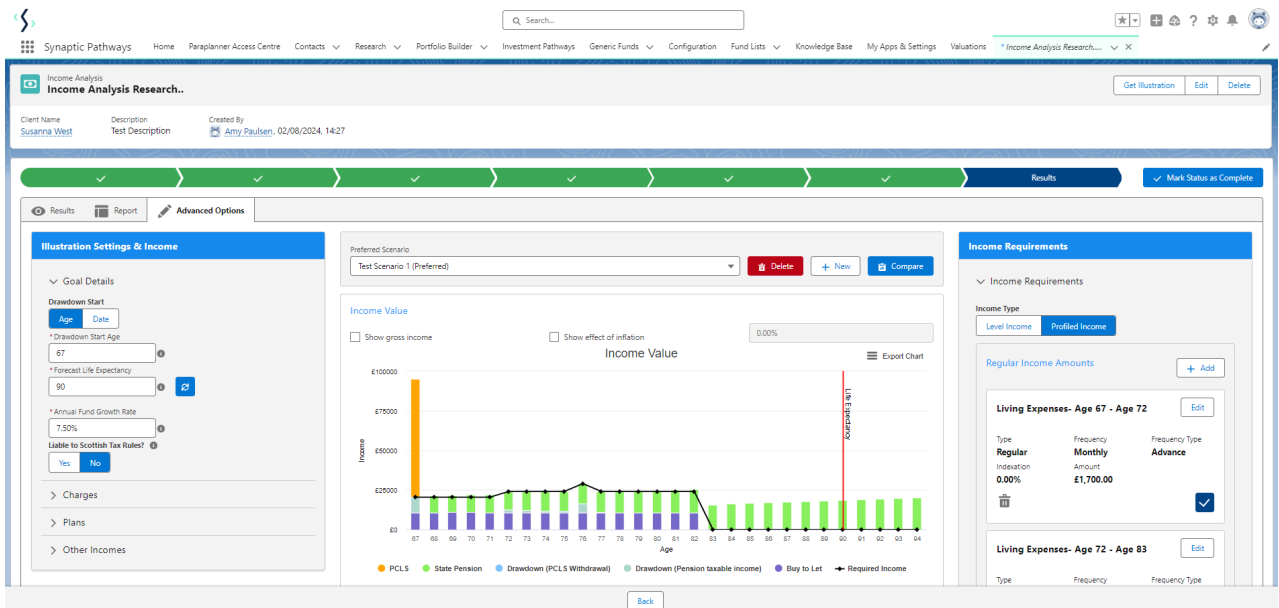 Search...
Synaptic Pathways Home Paraplanner Access Centre Contacts Research Portfolio Builder Investment Pathways Generic Funds Configuration Fund Lists Knowledge Base My Apps & Settings Valuations * Income Analysis Research....
Income Analysis
Income Analysis Research..
Get Illustration Edit Delete
Client Name Description Created By
Susanna West Test Description Amy Paulsen, 02/08/2024, 14:27
Results
Mark Status as Complete
Results Report Advanced Options
Illustration Settings & Income
Goal Details
Drawdown Start
Age Date
* Drawdown Start Age
67
* Forecast Life Expectancy
90
* Annual Fund Growth Rate
7.50%
Liable to Scottish Tax Rules?
Yes No
Charges
Plans
Other Incomes
Preferred Scenario
Test Scenario 1 (Preferred)
Delete New Compare
Income Value
Show gross income Show effect of inflation 0.00%
Income Value
Export Chart
£100000
£75000
£50000
£25000
£0
Income
Life Expectancy
67 68 69 70 71 72 73 74 75 76 77 78 79 80 81 82 83 84 85 86 87 88 89 90 91 92 93 94
Age
PCLS State Pension Drawdown (PCLS Withdrawal) Drawdown (Pension taxable income) Buy to Let Required Income
Income Requirements
Income Requirements
Income Type
Level Income Profiled Income
Regular Income Amounts
+ Add
Living Expenses- Age 67 - Age 72
Edit
Type Frequency Frequency Type
Regular Monthly Advance
Indexation Amount
0.00% £1,700.00
Living Expenses- Age 72 - Age 83
Edit
Type Frequency Frequency Type
Back